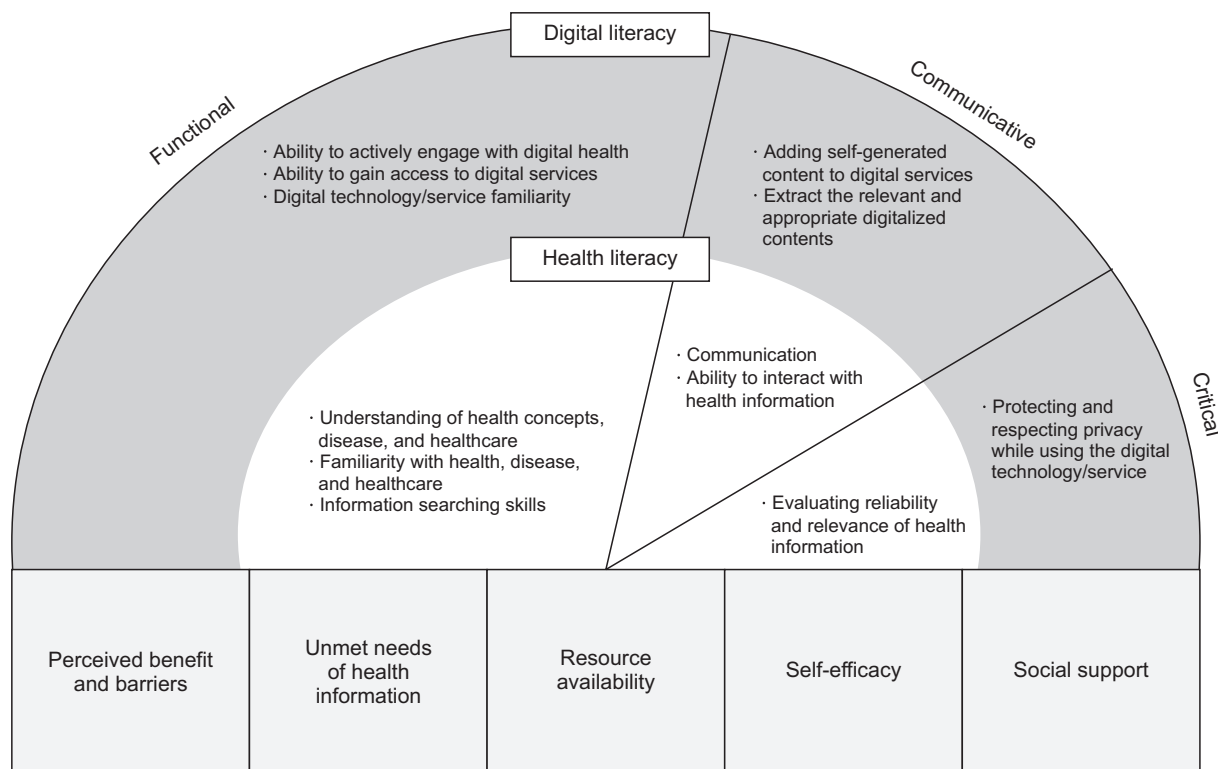 Digital literacy
Functional
Communicative
Critical
· Ability to actively engage with digital health
· Ability to gain access to digital services
· Digital technology/service familiarity
· Adding self-generated
content to digital services
· Extract the relevant and
appropriate digitalized
contents
Health literacy
· Communication
· Ability to interact with
health information
· Understanding of health concepts,
disease, and healthcare
· Familiarity with health, disease,
and healthcare
· Information searching skills
· Protecting and
respecting privacy
while using the digital
technology/service
· Evaluating reliability
and relevance of health
information
Perceived benefit
and barriers
Unmet needs
of health
information
Resource
availability
Self-efficacy
Social support